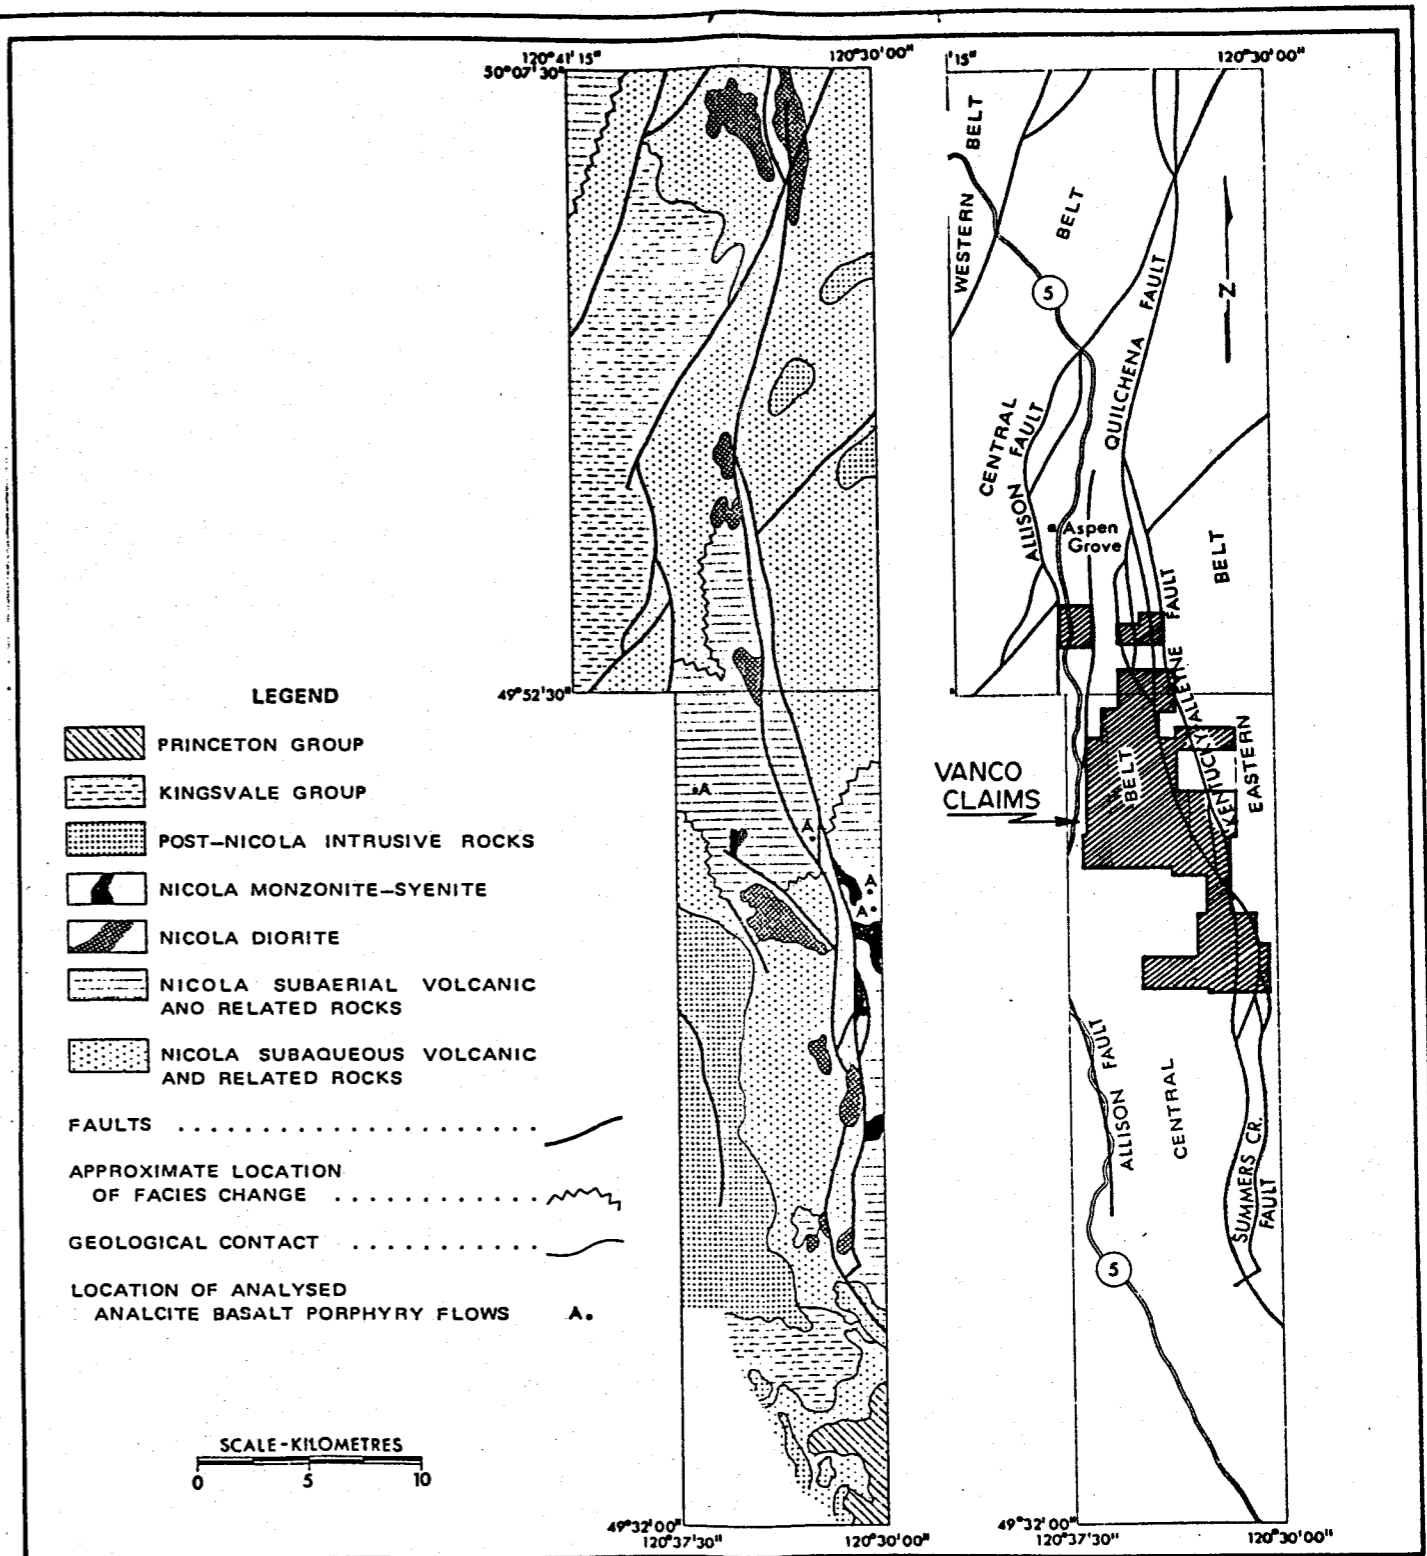 120°41'15"
120°30'00"
50°07'30"
'15"
120°30'00"
WESTERN BELT
BELT
5
N
QUILCHENA FAULT
CENTRAL
ALLISON FAULT
Aspen
Grove
BELT
KENTUCKY-ALLEYNE FAULT
EASTERN
BELT
VANCO
CLAIMS
49°52'30"
LEGEND
PRINCETON GROUP
KINGSVALE GROUP
POST-NICOLA INTRUSIVE ROCKS
NICOLA MONZONITE-SYENITE
NICOLA DIORITE
NICOLA SUBAERIAL VOLCANIC
AND RELATED ROCKS
NICOLA SUBAQUEOUS VOLCANIC
AND RELATED ROCKS
FAULTS
APPROXIMATE LOCATION
OF FACIES CHANGE
GEOLOGICAL CONTACT
LOCATION OF ANALYSED
ANALCITE BASALT PORPHYRY FLOWS A.
A
A
A
A
ALLISON FAULT
CENTRAL
SUMMERS CR.
FAULT
5
SCALE-KILOMETRES
0 5 10
49°32'00"
120°37'30"
120°30'00"
49°32'00"
120°37'30"
120°30'00"